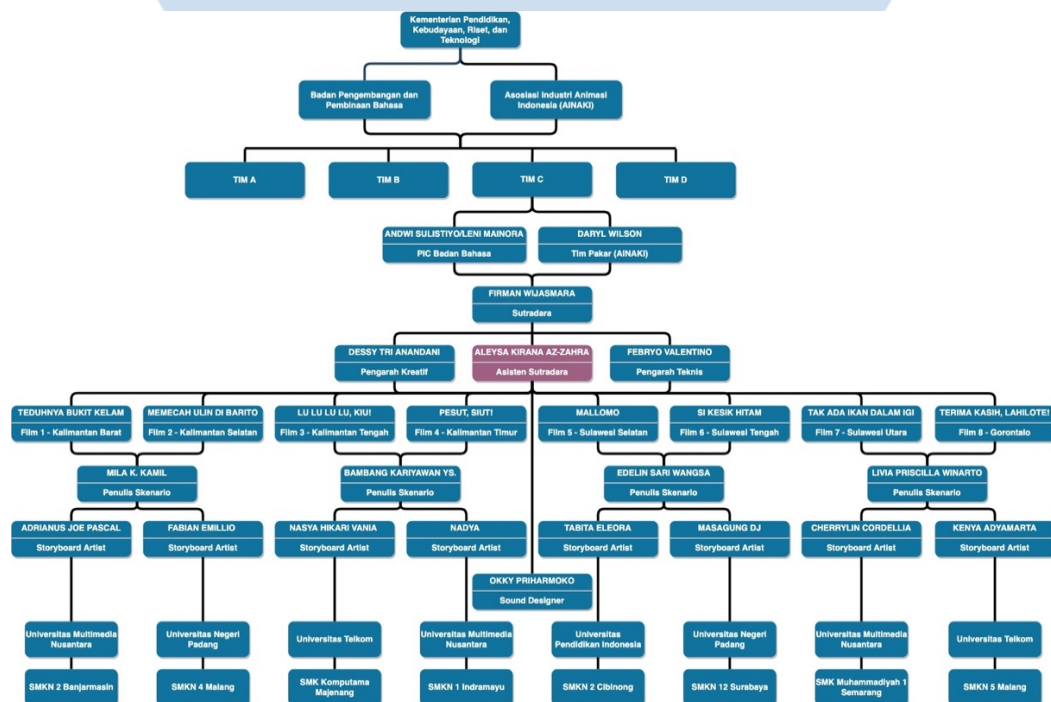 Kementerian Pendidikan,
Kebudayaan, Riset, dan
Teknologi
Badan Pengembangan dan
Pembinaan Bahasa
Asosiasi Industri Animasi
Indonesia (AINAKI)
TIM A
TIM B
TIM C
TIM D
ANDWI SULISTIYO/LENI MAINORA
PIC Badan Bahasa
DARYL WILSON
Tim Pakar (AINAKI)
FIRMAN WIJASMARA
Sutradara
DESSY TRI ANANDANI
Pengarah Kreatif
ALEYSA KIRANA AZ-ZAHRA
Asisten Sutradara
FEBRYO VALENTINO
Pengarah Teknis
TEDUHNYA BUKIT KELAM
Film 1 - Kalimantan Barat
MEMECAH ULIN DI BARITO
Film 2 - Kalimantan Selatan
LU LU LU LU, KIU!
Film 3 - Kalimantan Tengah
PESUT, SIUT!
Film 4 - Kalimantan Timur
MALLOMO
Film 5 - Sulawesi Selatan
SI KESIK HITAM
Film 6 - Sulawesi Tengah
TAK ADA IKAN DALAM IGI
Film 7 - Sulawesi Utara
TERIMA KASIH, LAHILOTE!
Film 8 - Gorontalo
MILA K. KAMIL
Penulis Skenario
BAMBANG KARIYAWAN YS.
Penulis Skenario
EDELIN SARI WANGSA
Penulis Skenario
LIVIA PRISCILLA WINARTO
Penulis Skenario
ADRIANUS JOE PASCAL
Storyboard Artist
FABIAN EMILLIO
Storyboard Artist
NASYA HIKARI VANIA
Storyboard Artist
NADYA
Storyboard Artist
TABITA ELEORA
Storyboard Artist
MASAGUNG DJ
Storyboard Artist
CHERRYLIN CORDELLIA
Storyboard Artist
KENYA ADYAMARTA
Storyboard Artist
OKKY PRIHARMOKO
Sound Designer
Universitas Multimedia
Nusantara
Universitas Negeri
Padang
Universitas Telkom
Universitas Multimedia
Nusantara
Universitas
Pendidikan Indonesia
Universitas Negeri
Padang
Universitas Multimedia
Nusantara
Universitas Telkom
SMKN 2 Banjarmasin
SMKN 4 Malang
SMK Komputama
Majenang
SMKN 1 Indramayu
SMKN 2 Cibinong
SMKN 12 Surabaya
SMK Muhammadiyah 1
Semarang
SMKN 5 Malang